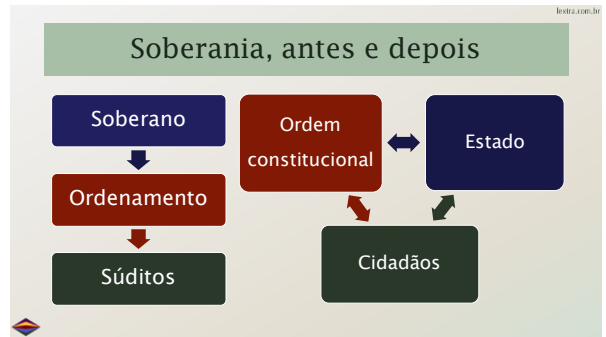 lextra.com.br
Soberania, antes e depois
Soberano
Ordenamento
Súditos
Ordem
constitucional
Estado
Cidadãos